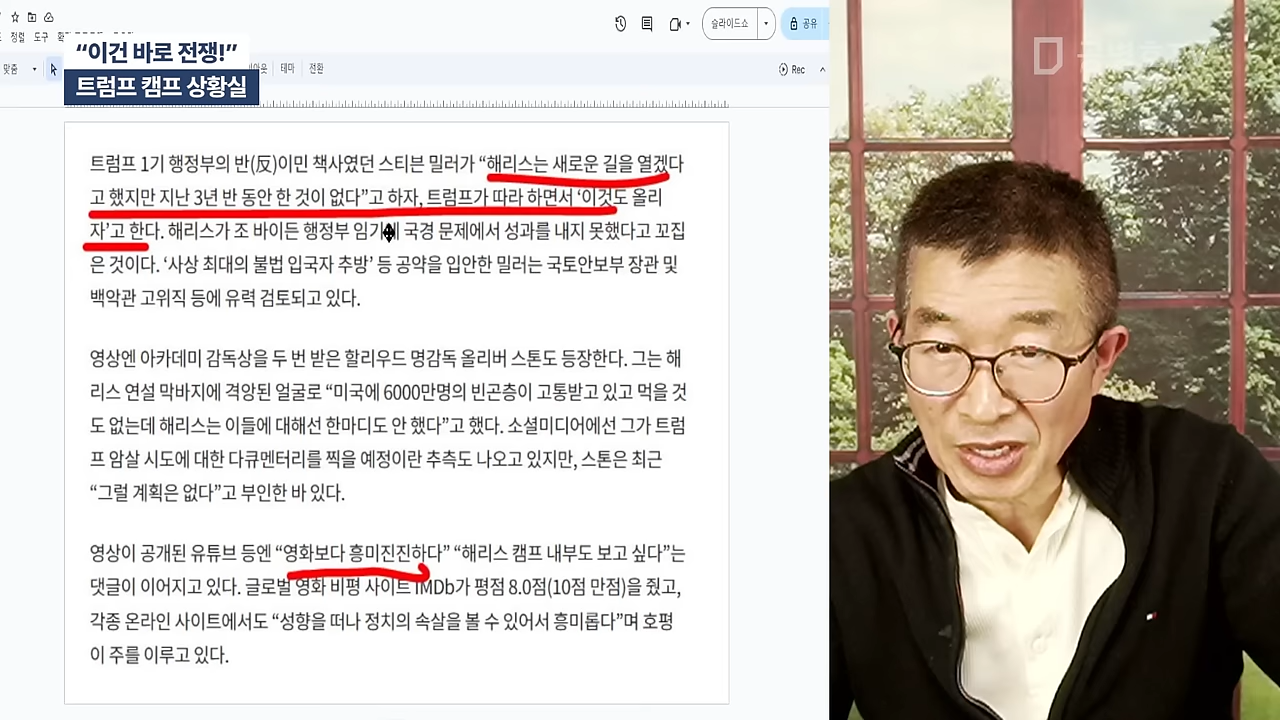 슬라이드쇼
공유
정렬 도구
맞춤
테마 전환
Rec
“이건 바로 전쟁!”
트럼프 캠프 상황실
트럼프 1기 행정부의 반(反)이민 책사였던 스티븐 밀러가 “해리스는 새로운 길을 열겠다
고 했지만 지난 3년 반 동안 한 것이 없다”고 하자, 트럼프가 따라 하면서 ‘이것도 올리
자’고 한다. 해리스가 조 바이든 행정부 임기 국경 문제에서 성과를 내지 못했다고 꼬집
은 것이다. ‘사상 최대의 불법 입국자 추방’ 등 공약을 입안한 밀러는 국토안보부 장관 및
백악관 고위직 등에 유력 검토되고 있다.
영상엔 아카데미 감독상을 두 번 받은 할리우드 명감독 올리버 스톤도 등장한다. 그는 해
리스 연설 막바지에 격앙된 얼굴로 “미국에 6000만명의 빈곤층이 고통받고 있고 먹을 것
도 없는데 해리스는 이들에 대해선 한마디도 안 했다”고 했다. 소셜미디어에선 그가 트럼
프 암살 시도에 대한 다큐멘터리를 찍을 예정이란 추측도 나오고 있지만, 스톤은 최근
“그럴 계획은 없다”고 부인한 바 있다.
영상이 공개된 유튜브 등엔 “영화보다 흥미진진하다” “해리스 캠프 내부도 보고 싶다”는
댓글이 이어지고 있다. 글로벌 영화 비평 사이트 IMDb가 평점 8.0점(10점 만점)을 줬고,
각종 온라인 사이트에서도 “성향을 떠나 정치의 속살을 볼 수 있어서 흥미롭다”며 호평
이 주를 이루고 있다.